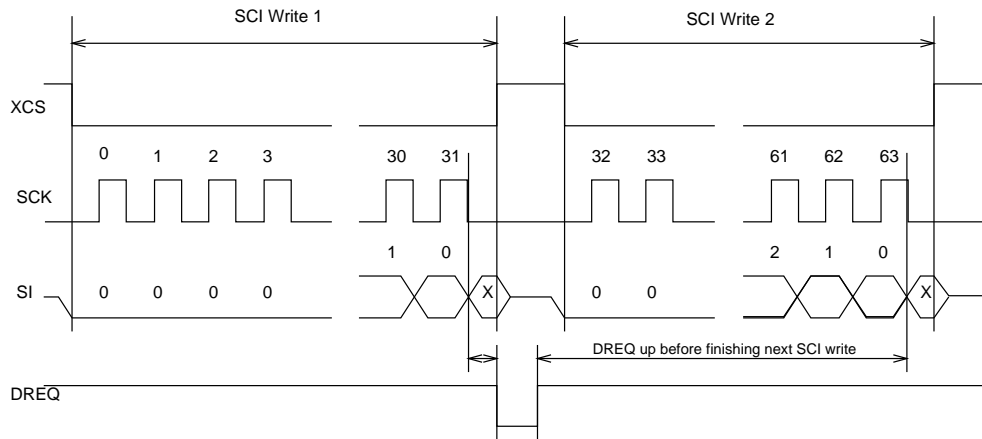 SCI Write 1 SCI Write 2
XCS
0 1 2 3 30 31 32 33 61 62 63
SCK
1 0 2 1 0
SI 0 0 0 0 X 0 0 X
DREQ up before finishing next SCI write
DREQ